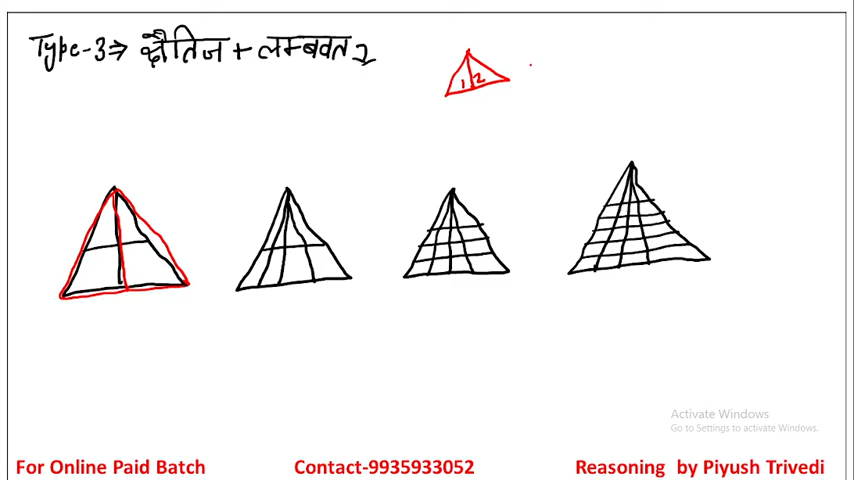 Type-3⇒ क्षैतिज + लम्बवत
1 2
Activate Windows
Go to Settings to activate Windows.
For Online Paid Batch Contact-9935933052 Reasoning by Piyush Trivedi